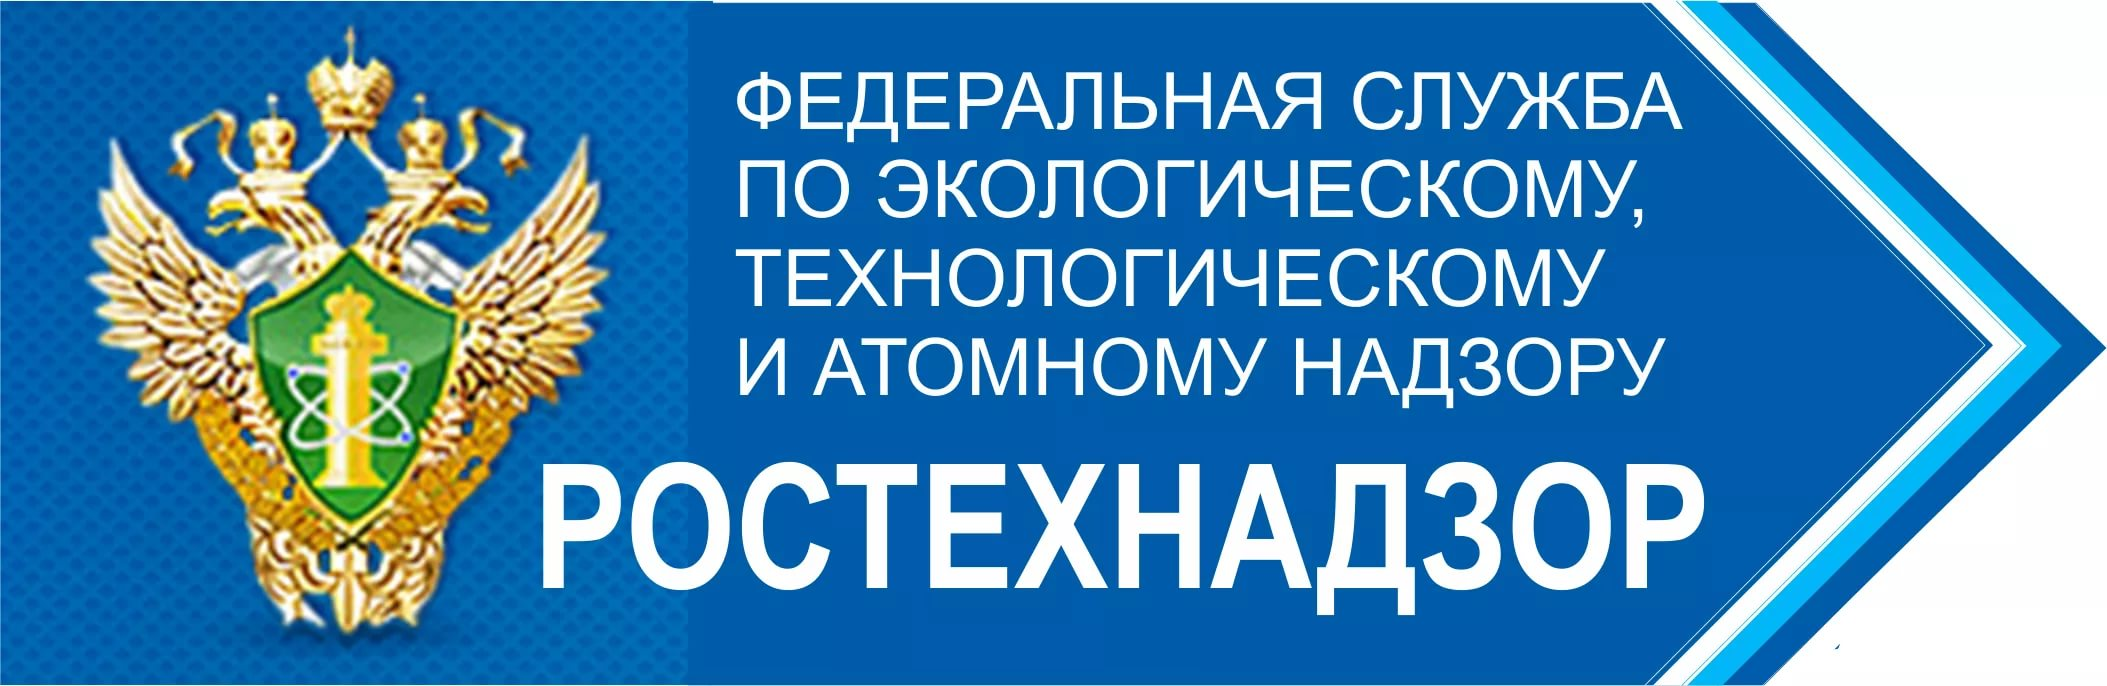 ФЕДЕРАЛЬНАЯ СЛУЖБА
ПО ЭКОЛОГИЧЕСКОМУ,
ТЕХНОЛОГИЧЕСКОМУ
И АТОМНОМУ НАДЗОРУ
РОСТЕХНАДЗОР